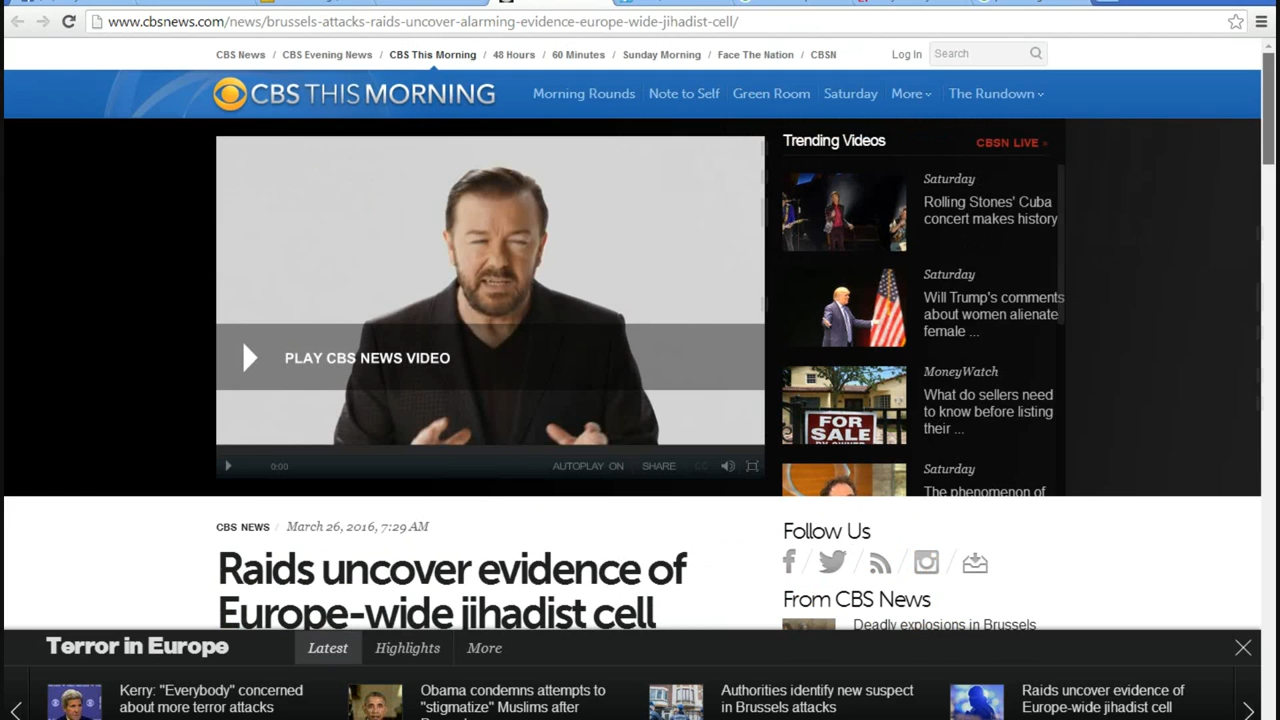 www.cbsnews.com/news/brussels-attacks-raids-uncover-alarming-evidence-europe-wide-jihadist-cell/
CBS News / CBS Evening News / CBS This Morning / 48 Hours / 60 Minutes / Sunday Morning / Face The Nation / CBSN
Log In
Search
CBS THIS MORNING
Morning Rounds
Note to Self
Green Room
Saturday
More
The Rundown
PLAY CBS NEWS VIDEO
0:00
AUTOPLAY ON
SHARE
CC
Trending Videos
CBSN LIVE »
Saturday
Rolling Stones' Cuba
concert makes history
Saturday
Will Trump's comments
about women alienate
female ...
FOR
SALE
BY OWNER
MoneyWatch
What do sellers need
to know before listing
their ...
Saturday
The phenomenon of
CBS NEWS / March 26, 2016, 7:29 AM
Raids uncover evidence of
Europe-wide jihadist cell
Follow Us
From CBS News
Deadly explosions in Brussels
Terror in Europe
Latest
Highlights
More
Kerry: "Everybody" concerned
about more terror attacks
Obama condemns attempts to
"stigmatize" Muslims after
Authorities identify new suspect
in Brussels attacks
Raids uncover evidence of
Europe-wide jihadist cell